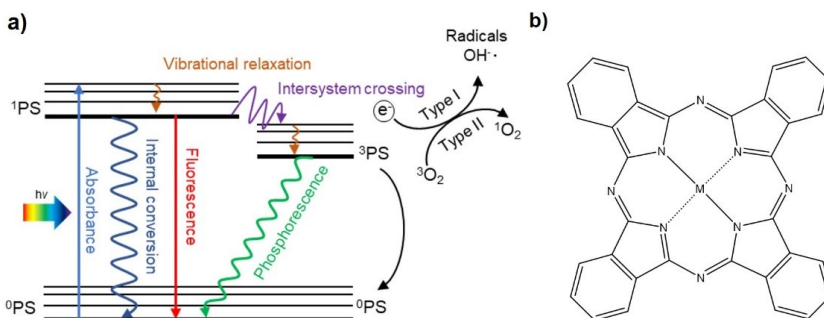 a)
b)
Radicals
OH⁻·
Vibrational relaxation
Intersystem crossing
¹PS
e⁻
Type I
Type II
¹O₂
³O₂
³PS
hv
Absorbance
Internal conversion
Fluorescence
Phosphorescence
⁰PS
⁰PS
N
N
N
N
M
N
N
N
N